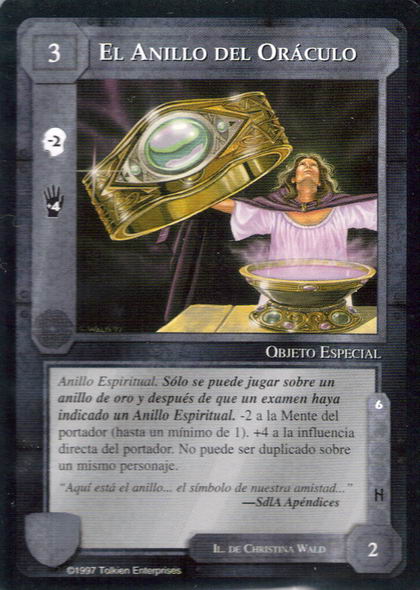 3
EL ANILLO DEL ORÁCULO
-2
4
C. WALD '97
OBJETO ESPECIAL
Anillo Espiritual. Sólo se puede jugar sobre un
anillo de oro y después de que un examen haya
indicado un Anillo Espiritual. -2 a la Mente del
portador (hasta un mínimo de 1). +4 a la influencia
directa del portador. No puede ser duplicado sobre
un mismo personaje.
"Aquí está el anillo... el símbolo de nuestra amistad..."
—SdlA Apéndices
6
IL. DE CHRISTINA WALD
2
©1997 Tolkien Enterprises